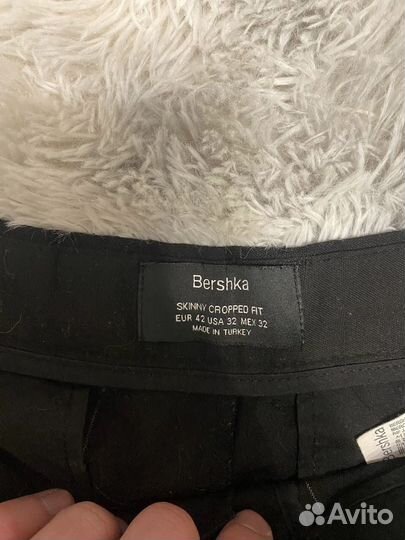 Bershka
SKINNY CROPPED FIT
EUR 42 USA 32 MEX 32
MADE IN TURKEY
Bershka
Avito